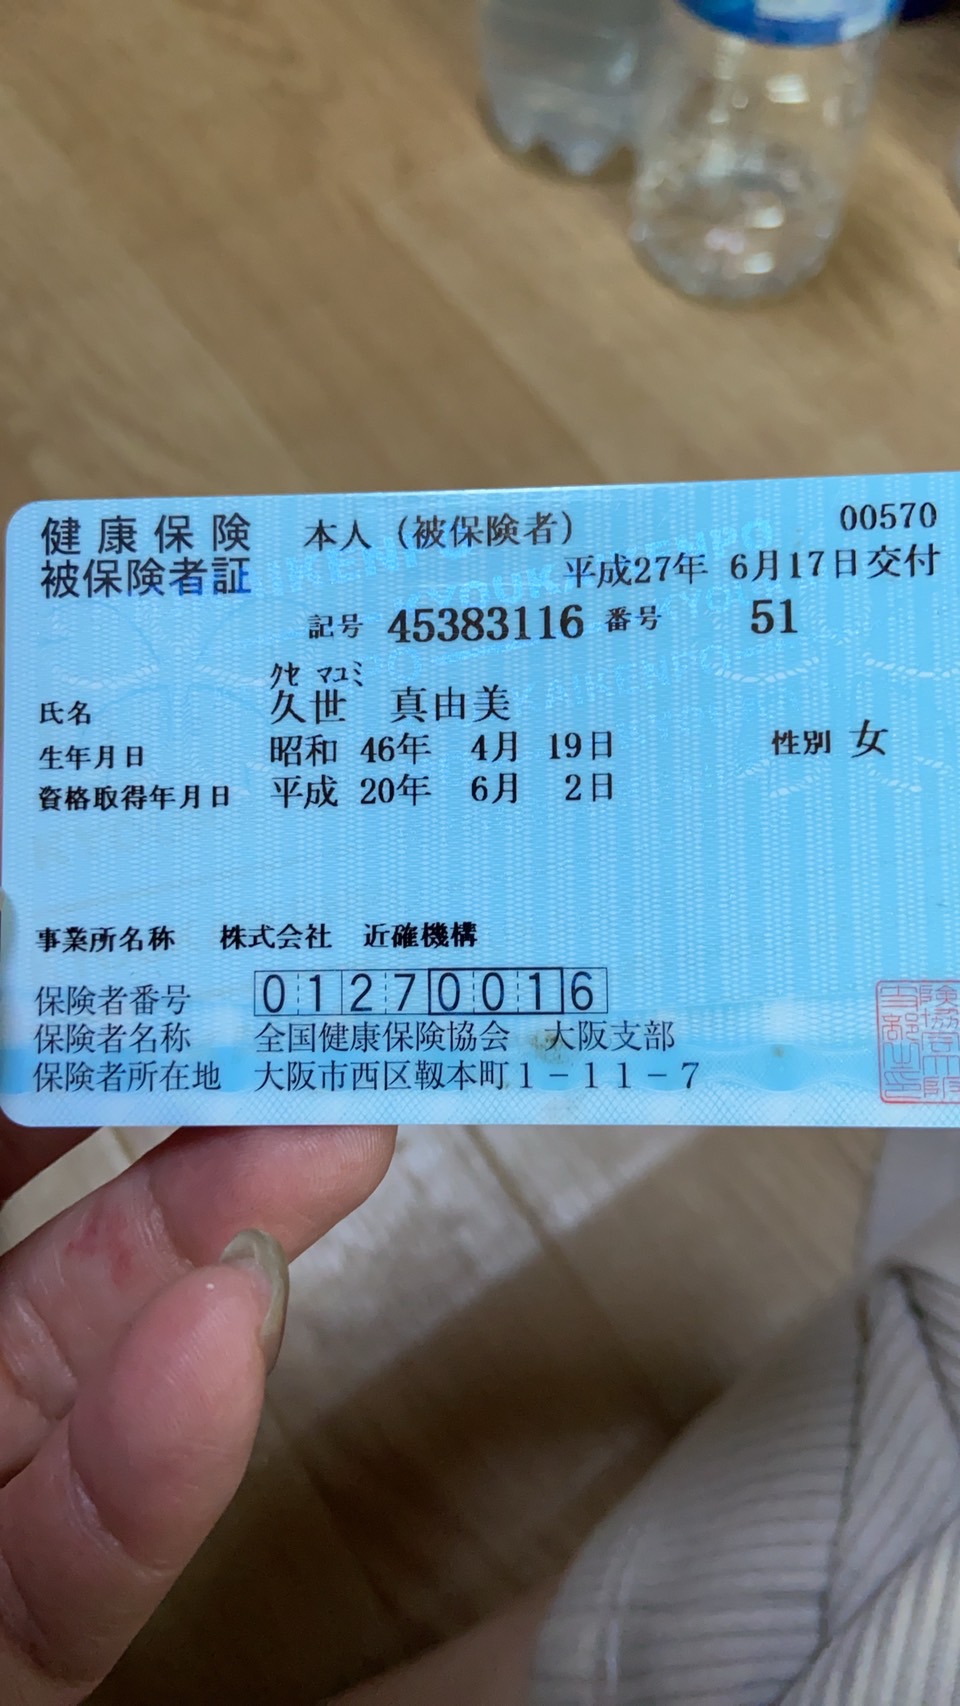 健康保険 本人（被保険者） 00570
被保険者証 平成27年 6月17日交付
記号 45383116 番号 51
クセ マユミ
氏名 久世 真由美
生年月日 昭和 46年 4月 19日 性別 女
資格取得年月日 平成 20年 6月 2日
事業所名称 株式会社 近確機構
保険者番号 01270016
保険者名称 全国健康保険協会 大阪支部
保険者所在地 大阪市西区靱本町1－11－7